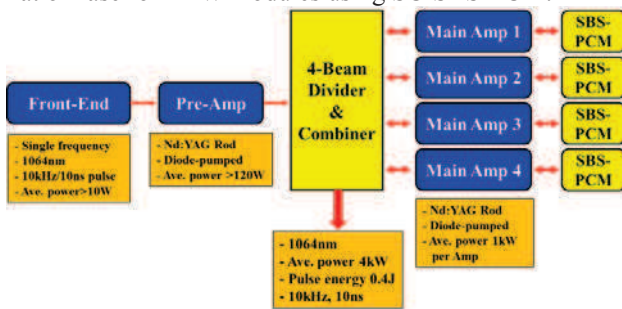 Front-End
- Single frequency
- 1064nm
- 10kHz/10ns pulse
- Ave. power>10W
Pre-Amp
- Nd:YAG Rod
- Diode-pumped
- Ave. power >120W
4-Beam
Divider
&
Combiner
- 1064nm
- Ave. power 4kW
- Pulse energy 0.4J
- 10kHz, 10ns
Main Amp 1
Main Amp 2
Main Amp 3
Main Amp 4
- Nd:YAG Rod
- Diode-pumped
- Ave. power 1kW
per Amp
SBS-
PCM
SBS-
PCM
SBS-
PCM
SBS-
PCM